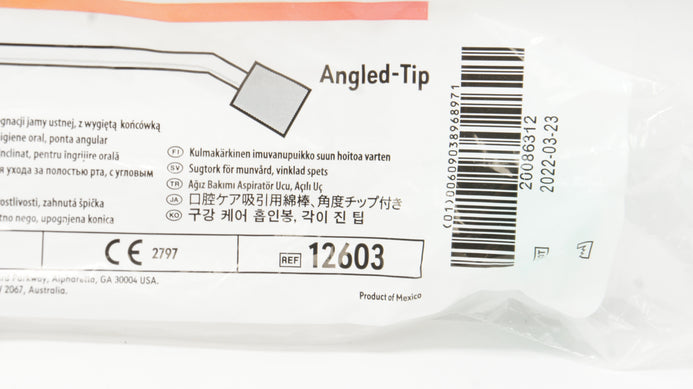 Angled-Tip
egnacji jamy ustnej, z wygiętą końcówką
igiene oral, ponta angular
înclinat, pentru îngrijire orală
ухода за полостью рта, с угловым
rostlivosti, zahnutá špička
tno nego, upognjena konica
FI Kulmakärkinen imuvanupuikko suun hoitoa varten
SV Sugtork för munvård, vinklad spets
TR Ağız Bakımı Aspiratör Ucu, Açılı Uç
JA 口腔ケア吸引用綿棒、角度チップ付き
KO 구강 케어 흡인봉, 각이 진 팁
CE 2797
REF 12603
Parkway, Alpharetta, GA 30004 USA.
2067, Australia.
Product of Mexico
(01)00609038968971
20086312
2022-03-23